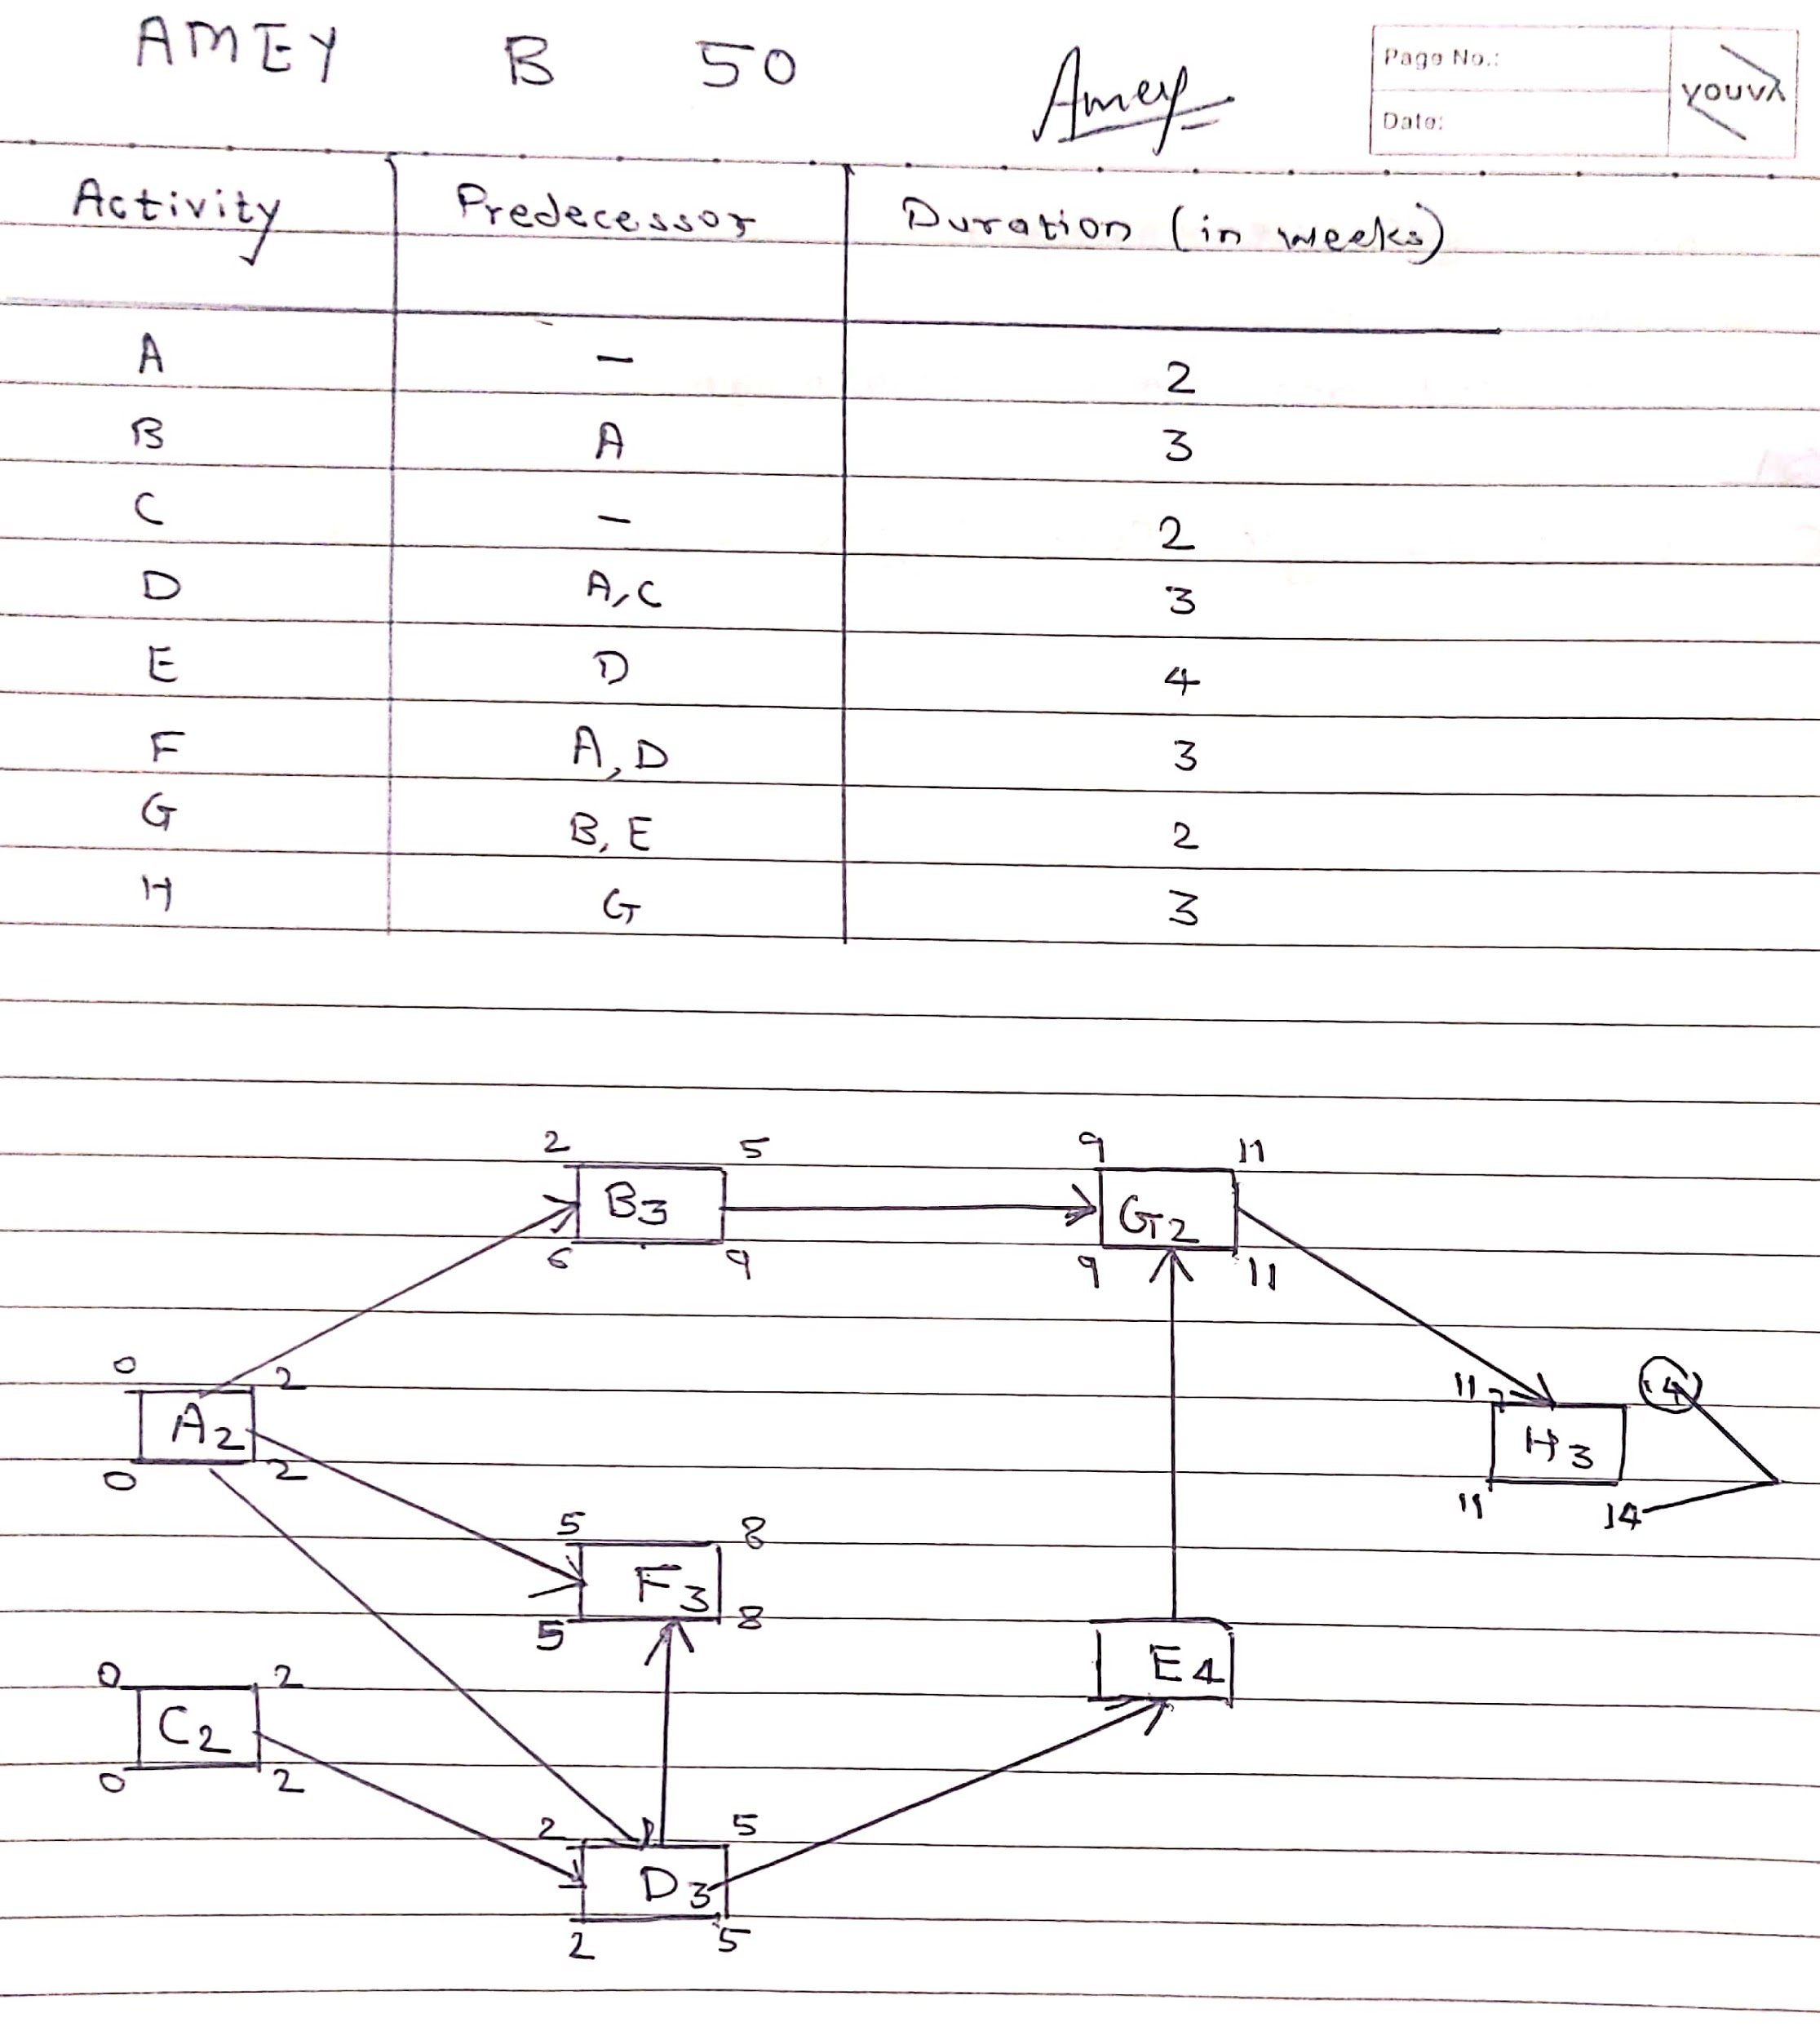 AMEY B 50 Amey
Page No.:
Date:
YOUVA
Activity Predecessor Duration (in weeks)
A — 2
B A 3
C — 2
D A,C 3
E D 4
F A,D 3
G B,E 2
H G 3
2 5 9 11
B3 G2
6 9 9 11
0 2 11 14
A2 H3
0 2 11 14
5 8
F3
5 8
E4
0 2
C2
0 2
2 5
D3
2 5